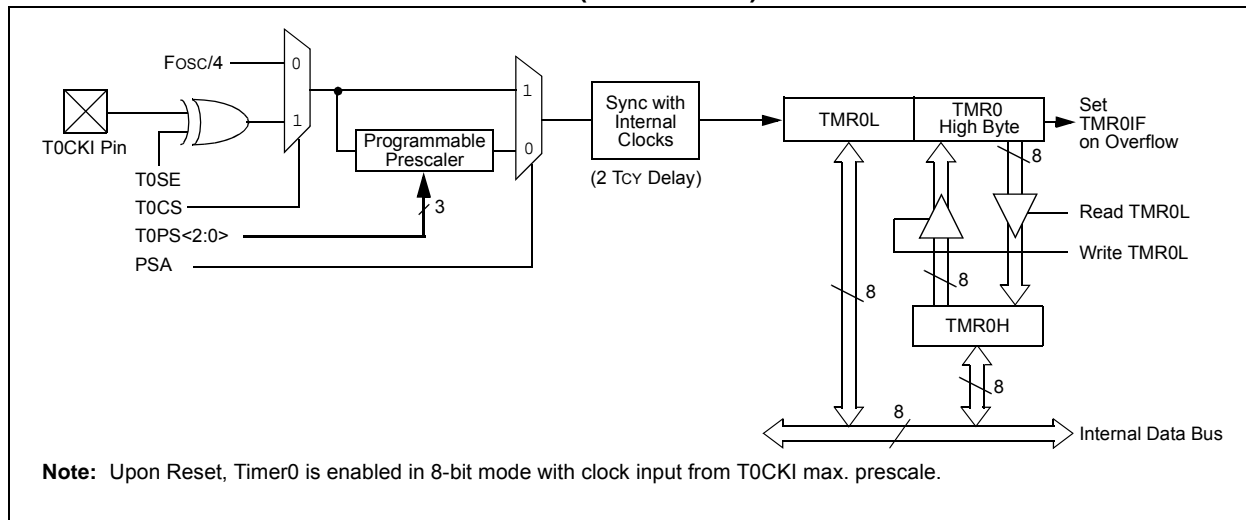 FOSC/4
0
1
T0CKI Pin
T0SE
T0CS
T0PS<2:0>
PSA
Programmable
Prescaler
3
1
0
Sync with
Internal
Clocks
(2 TCY Delay)
TMR0L
TMR0
High Byte
Set
TMR0IF
on Overflow
8
Read TMR0L
Write TMR0L
8
8
TMR0H
8
8
Internal Data Bus
Note: Upon Reset, Timer0 is enabled in 8-bit mode with clock input from T0CKI max. prescale.